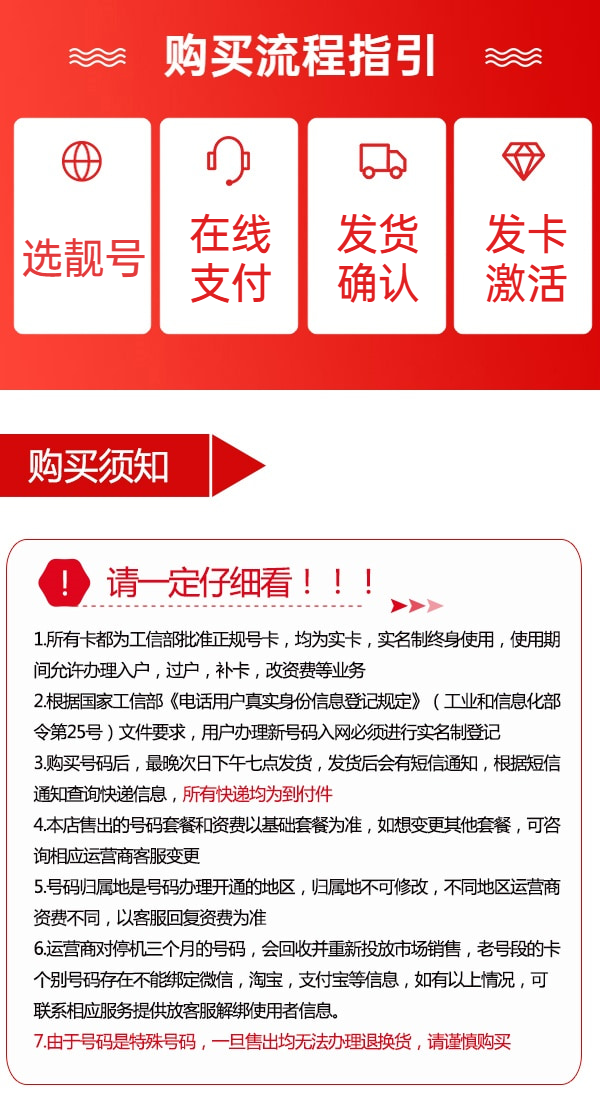 购买流程指引
选靓号
在线
支付
发货
确认
发卡
激活
购买须知
请一定仔细看！！！
1.所有卡都为工信部批准正规号卡，均为实卡，实名制终身使用，使用期
间允许办理入户，过户，补卡，改资费等业务
2.根据国家工信部《电话用户真实身份信息登记规定》（工业和信息化部
令第25号）文件要求，用户办理新号码入网必须进行实名制登记
3.购买号码后，最晚次日下午七点发货，发货后会有短信通知，根据短信
通知查询快递信息，所有快递均为到付件
4.本店售出的号码套餐和资费以基础套餐为准，如想变更其他套餐，可咨
询相应运营商客服变更
5.号码归属地是号码办理开通的地区，归属地不可修改，不同地区运营商
资费不同，以客服回复资费为准
6.运营商对停机三个月的号码，会回收并重新投放市场销售，老号段的卡
个别号码存在不能绑定微信，淘宝，支付宝等信息，如有以上情况，可
联系相应服务提供放客服解绑使用者信息。
7.由于号码是特殊号码，一旦售出均无法办理退换货，请谨慎购买